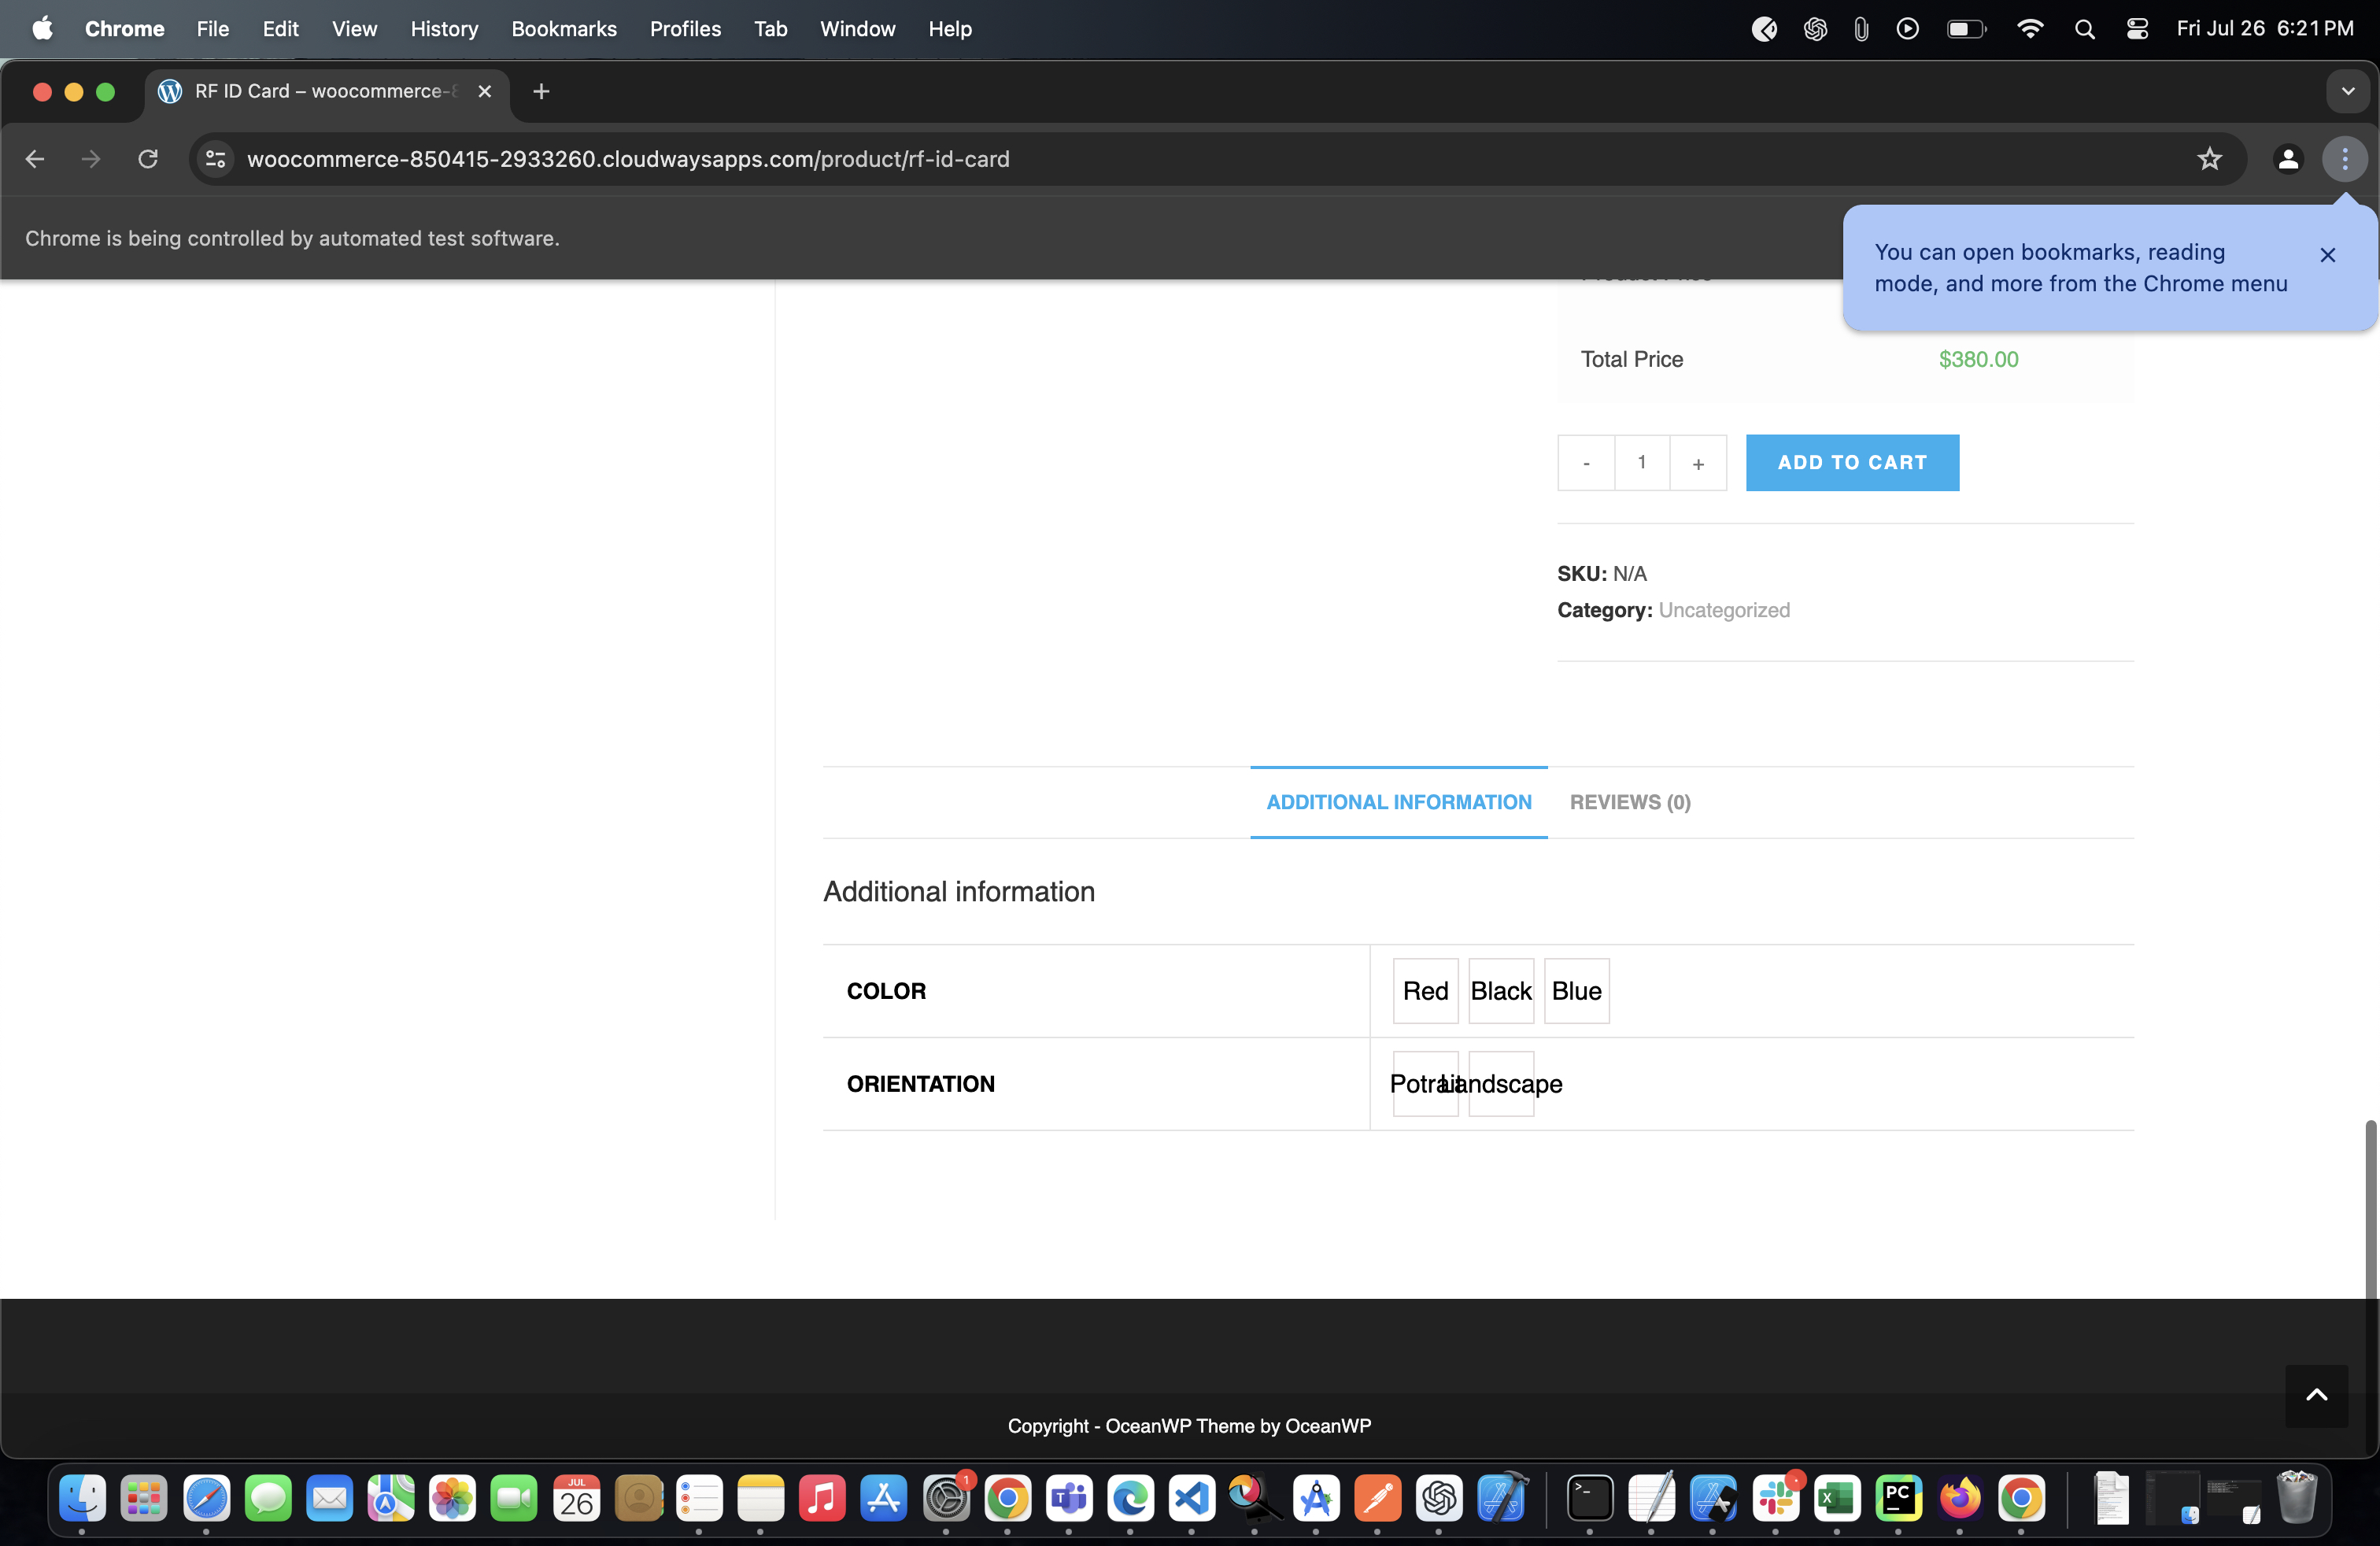 Chrome File Edit View History Bookmarks Profiles Tab Window Help Fri Jul 26 6:21 PM
RF ID Card – woocommerce-8
woocommerce-850415-2933260.cloudwaysapps.com/product/rf-id-card
Chrome is being controlled by automated test software.
You can open bookmarks, reading
mode, and more from the Chrome menu
Total Price $380.00
- 1 + ADD TO CART
SKU: N/A
Category: Uncategorized
ADDITIONAL INFORMATION REVIEWS (0)
Additional information
COLOR Red Black Blue
ORIENTATION Potrait Landscape
Copyright - OceanWP Theme by OceanWP
JUL
26
1
PC